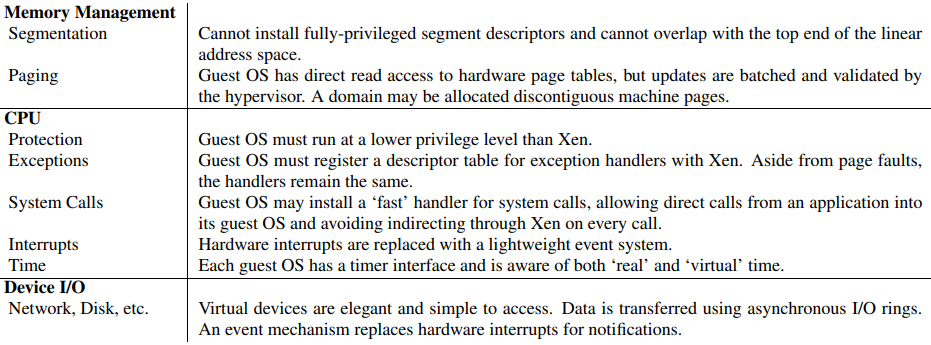 Memory Management
Segmentation Cannot install fully-privileged segment descriptors and cannot overlap with the top end of the linear
address space.
Paging Guest OS has direct read access to hardware page tables, but updates are batched and validated by
the hypervisor. A domain may be allocated discontiguous machine pages.
CPU
Protection Guest OS must run at a lower privilege level than Xen.
Exceptions Guest OS must register a descriptor table for exception handlers with Xen. Aside from page faults,
the handlers remain the same.
System Calls Guest OS may install a ‘fast’ handler for system calls, allowing direct calls from an application into
its guest OS and avoiding indirecting through Xen on every call.
Interrupts Hardware interrupts are replaced with a lightweight event system.
Time Each guest OS has a timer interface and is aware of both ‘real’ and ‘virtual’ time.
Device I/O
Network, Disk, etc. Virtual devices are elegant and simple to access. Data is transferred using asynchronous I/O rings.
An event mechanism replaces hardware interrupts for notifications.